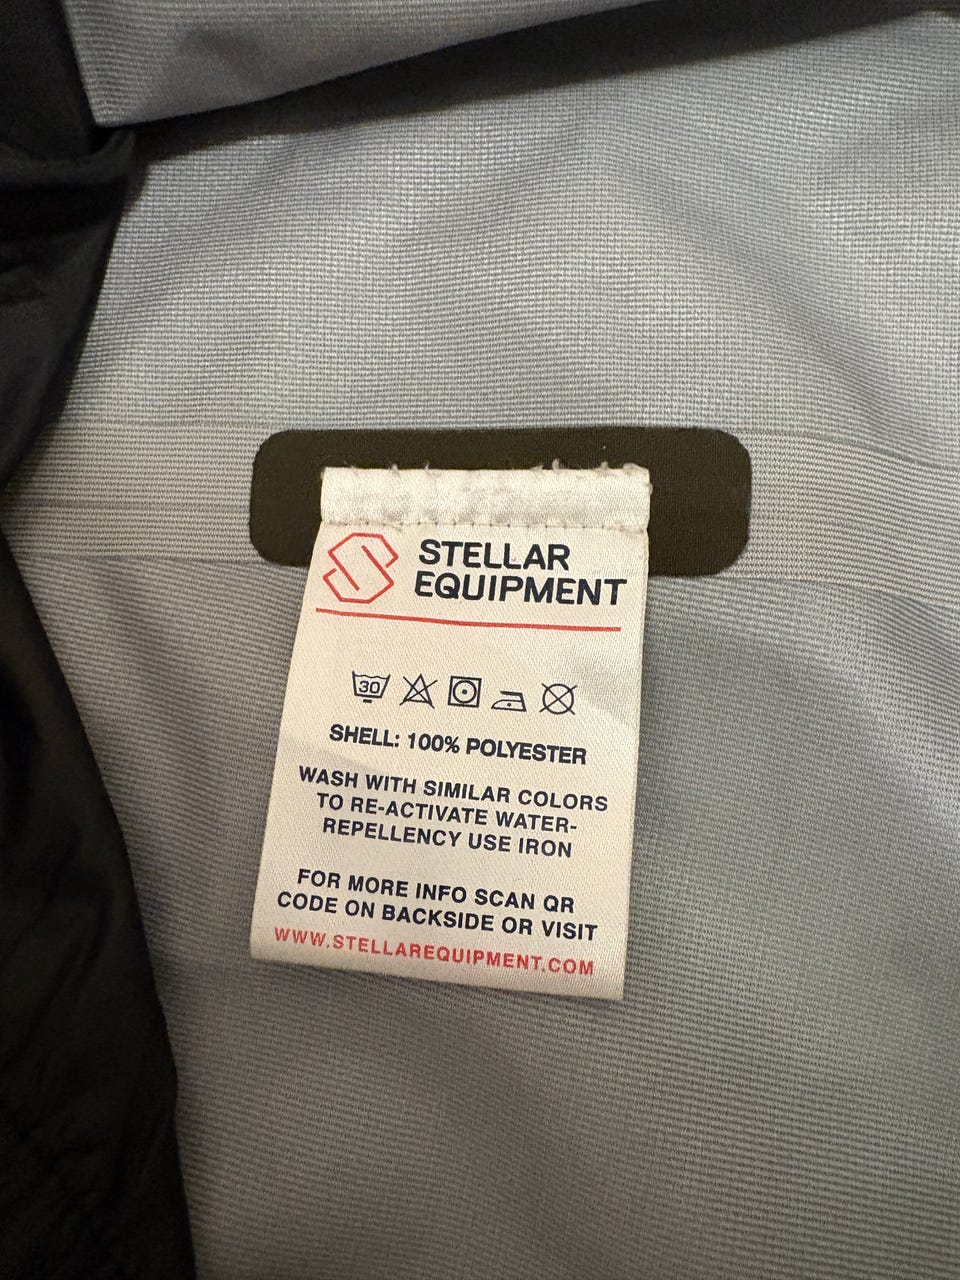 STELLAR
EQUIPMENT
30
SHELL: 100% POLYESTER
WASH WITH SIMILAR COLORS
TO RE-ACTIVATE WATER-
REPELLENCY USE IRON
FOR MORE INFO SCAN QR
CODE ON BACKSIDE OR VISIT
WWW.STELLAREQUIPMENT.COM